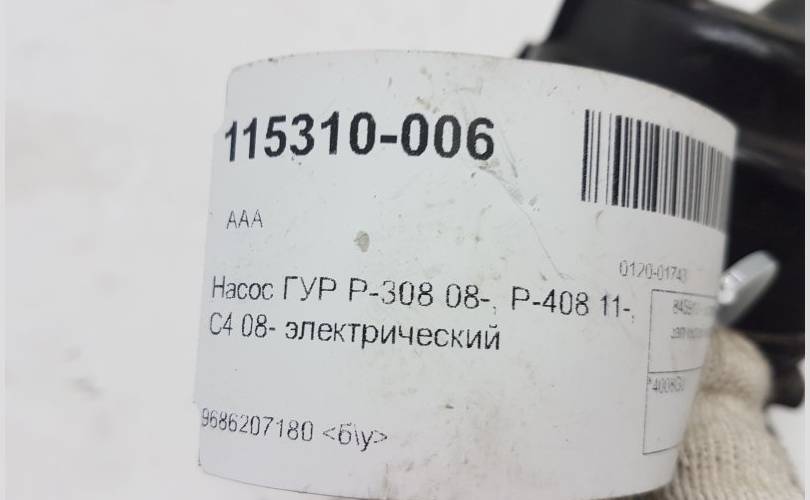 115310-006
AAA
0120-01743
Насос ГУР P-308 08-, P-408 11-,
C4 08- электрический
9686207180 <б\у>